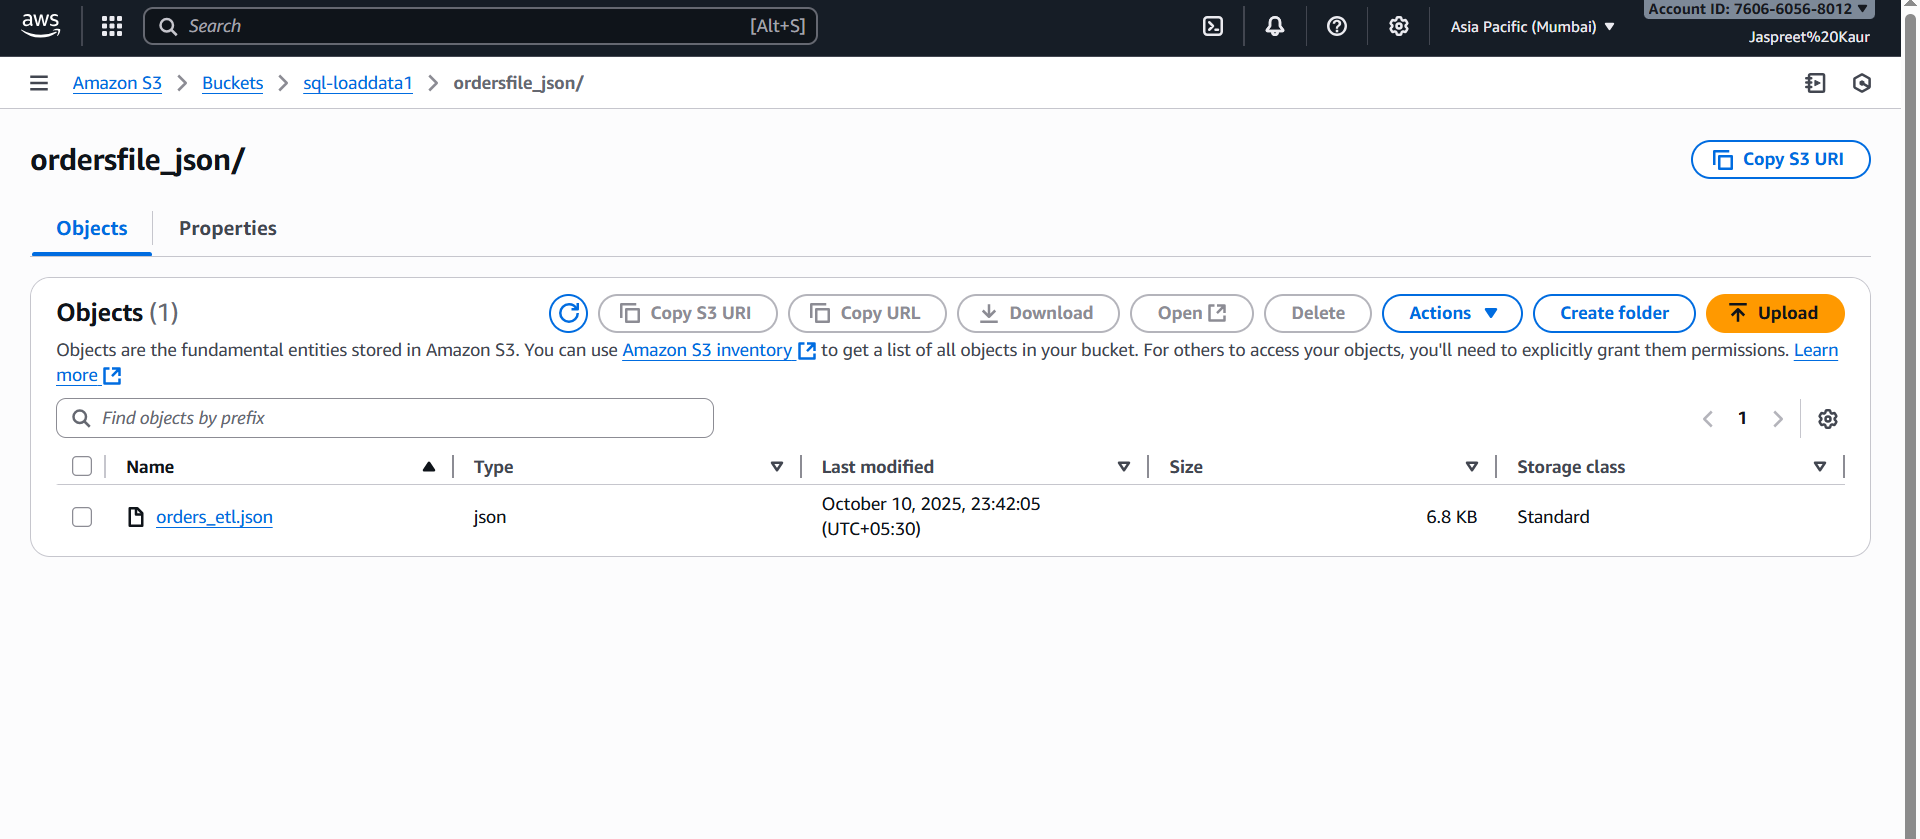 aws
Search
[Alt+S]
Asia Pacific (Mumbai)
Account ID: 7606-6056-8012
Jaspreet%20Kaur
Amazon S3
Buckets
sql-loaddata1
ordersfile_json/
ordersfile_json/
Copy S3 URI
Objects
Properties
Objects (1)
Copy S3 URI
Copy URL
Download
Open
Delete
Actions
Create folder
Upload
Objects are the fundamental entities stored in Amazon S3. You can use Amazon S3 inventory to get a list of all objects in your bucket. For others to access your objects, you'll need to explicitly grant them permissions. Learn
more
Find objects by prefix
1
Name
Type
Last modified
Size
Storage class
orders_etl.json
json
October 10, 2025, 23:42:05
(UTC+05:30)
6.8 KB
Standard